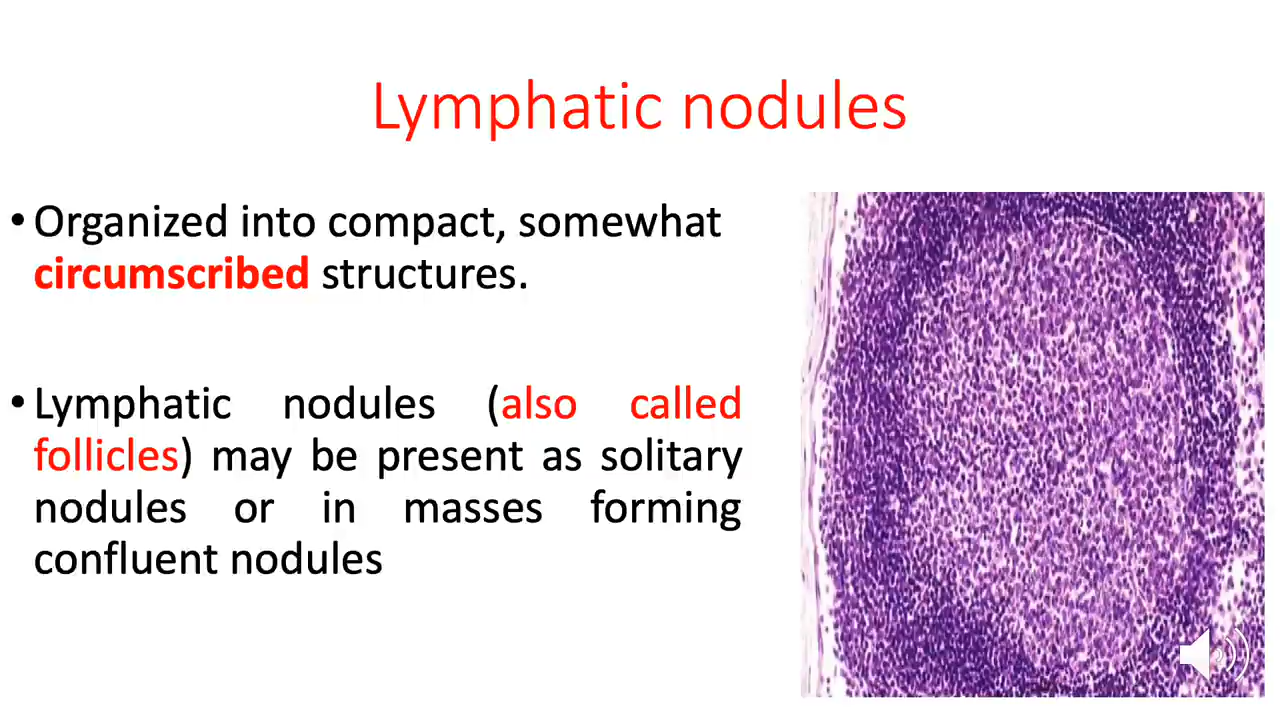 Lymphatic nodules
• Organized into compact, somewhat
circumscribed structures.
• Lymphatic nodules (also called
follicles) may be present as solitary
nodules or in masses forming
confluent nodules